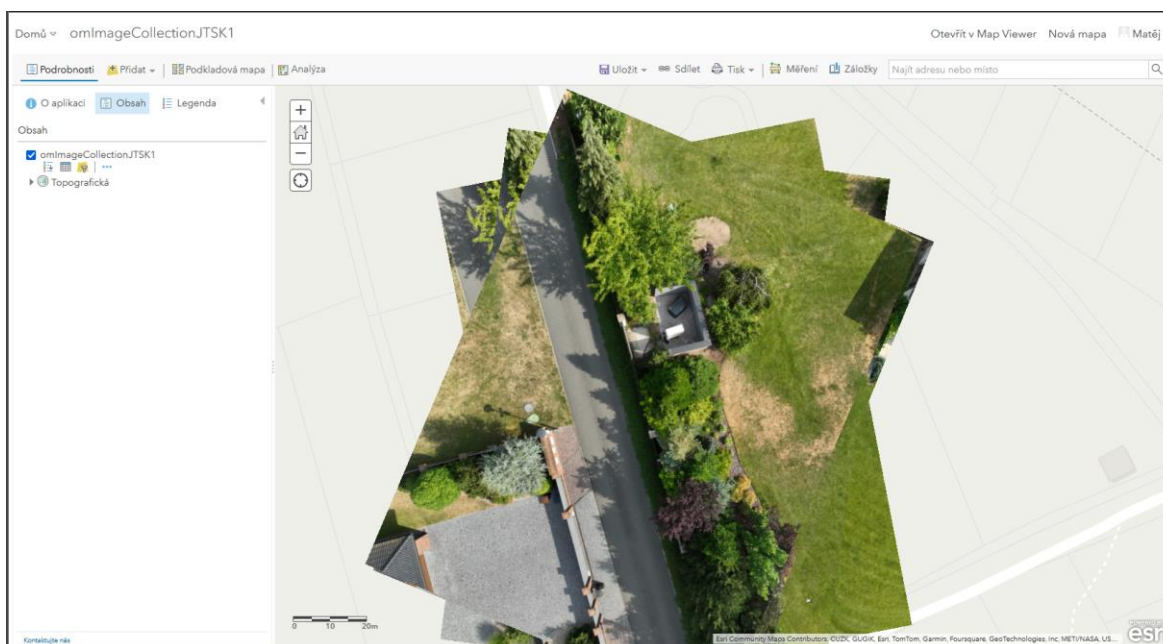 Domů omImageCollectionJTSK1 Otevřít v Map Viewer Nová mapa Matěj
Podrobnosti Přidat Podkladová mapa Analýza Uložit Sdílet Tisk Měření Záložky Najít adresu nebo místo
O aplikaci Obsah Legenda
Obsah
omImageCollectionJTSK1
Topografická
0 10 20m
Kontaktujte nás
Esri Community Maps Contributors, CUZK, GUGiK, Esri, TomTom, Garmin, Foursquare, GeoTechnologies, Inc, METI/NASA, US...
esri